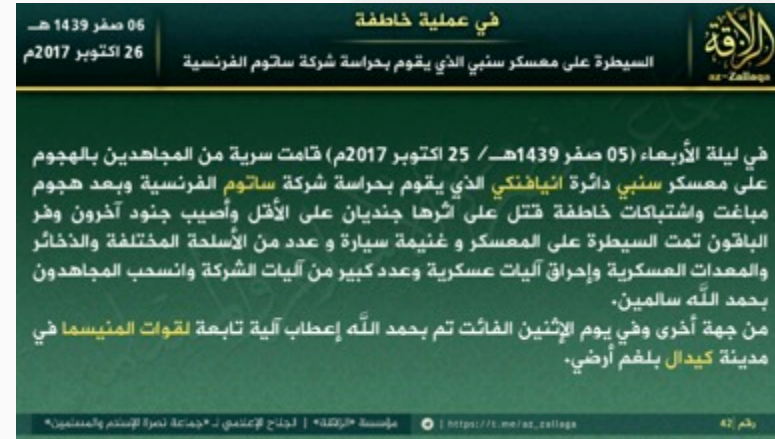 06 صفر 1439 هـ
26 اكتوبر 2017م
في عملية خاطفة
السيطرة على معسكر سنبي الذي يقوم بحراسة شركة ساتوم الفرنسية
الزلاقة
az-Zallaqa
في ليلة الأربعاء (05 صفر 1439هـ/ 25 اكتوبر 2017م) قامت سرية من المجاهدين بالهجوم
على معسكر سنبي دائرة انيافنكي الذي يقوم بحراسة شركة ساتوم الفرنسية وبعد هجوم
مباغت واشتباكات خاطفة قتل على اثرها جنديان على الأقل وأصيب جنود آخرون وفر
الباقون تمت السيطرة على المعسكر و غنيمة سيارة و عدد من الأسلحة المختلفة والذخائر
والمعدات العسكرية وإحراق آليات عسكرية وعدد كبير من آليات الشركة وانسحب المجاهدون
بحمد الله سالمين.
من جهة أخرى وفي يوم الإثنين الفائت تم بحمد الله إعطاب آلية تابعة لقوات المنيسما في
مدينة كيدال بلغم أرضي.
رقم |42
https://t.me/az_zallaqa
مؤسسة «الزلاقة» | الجناح الإعلامي لـ «جماعة نصرة الإسلام والمسلمين»